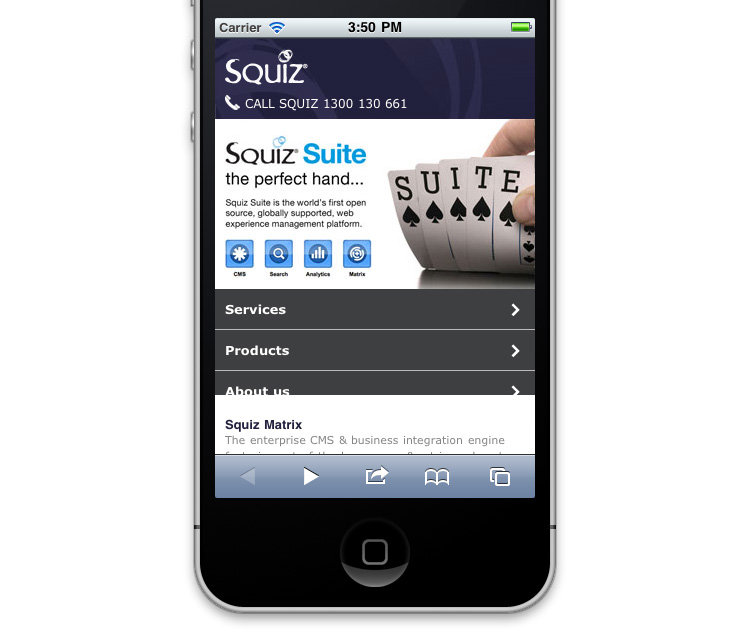 Carrier 3:50 PM
Squiz®
CALL SQUIZ 1300 130 661
Squiz® Suite
the perfect hand...
Squiz Suite is the world's first open
source, globally supported, web
experience management platform.
CMS Search Analytics Matrix
SUITE
Services
Products
About us
Squiz Matrix
The enterprise CMS & business integration engine